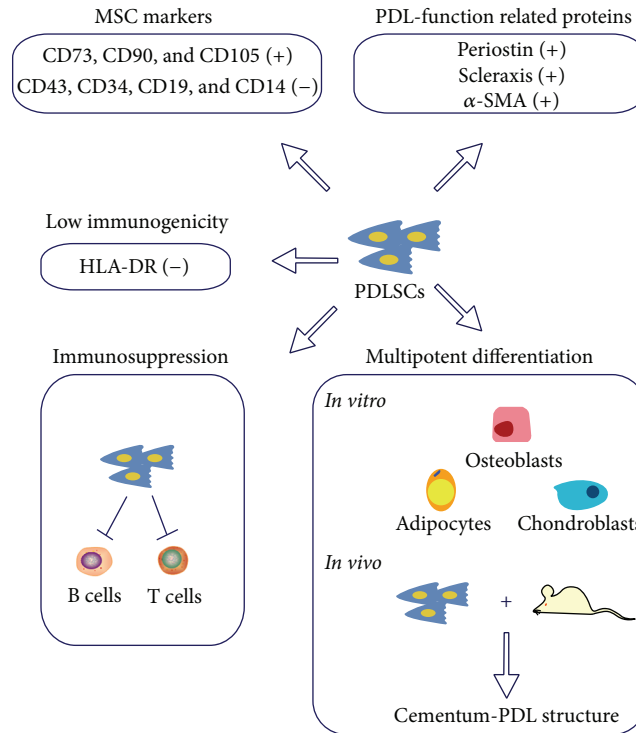 MSC markers
CD73, CD90, and CD105 (+)
CD43, CD34, CD19, and CD14 (−)
PDL-function related proteins
Periostin (+)
Scleraxis (+)
α-SMA (+)
Low immunogenicity
HLA-DR (−)
PDLSCs
Immunosuppression
B cells
T cells
Multipotent differentiation
In vitro
Osteoblasts
Adipocytes
Chondroblasts
In vivo
+
Cementum-PDL structure